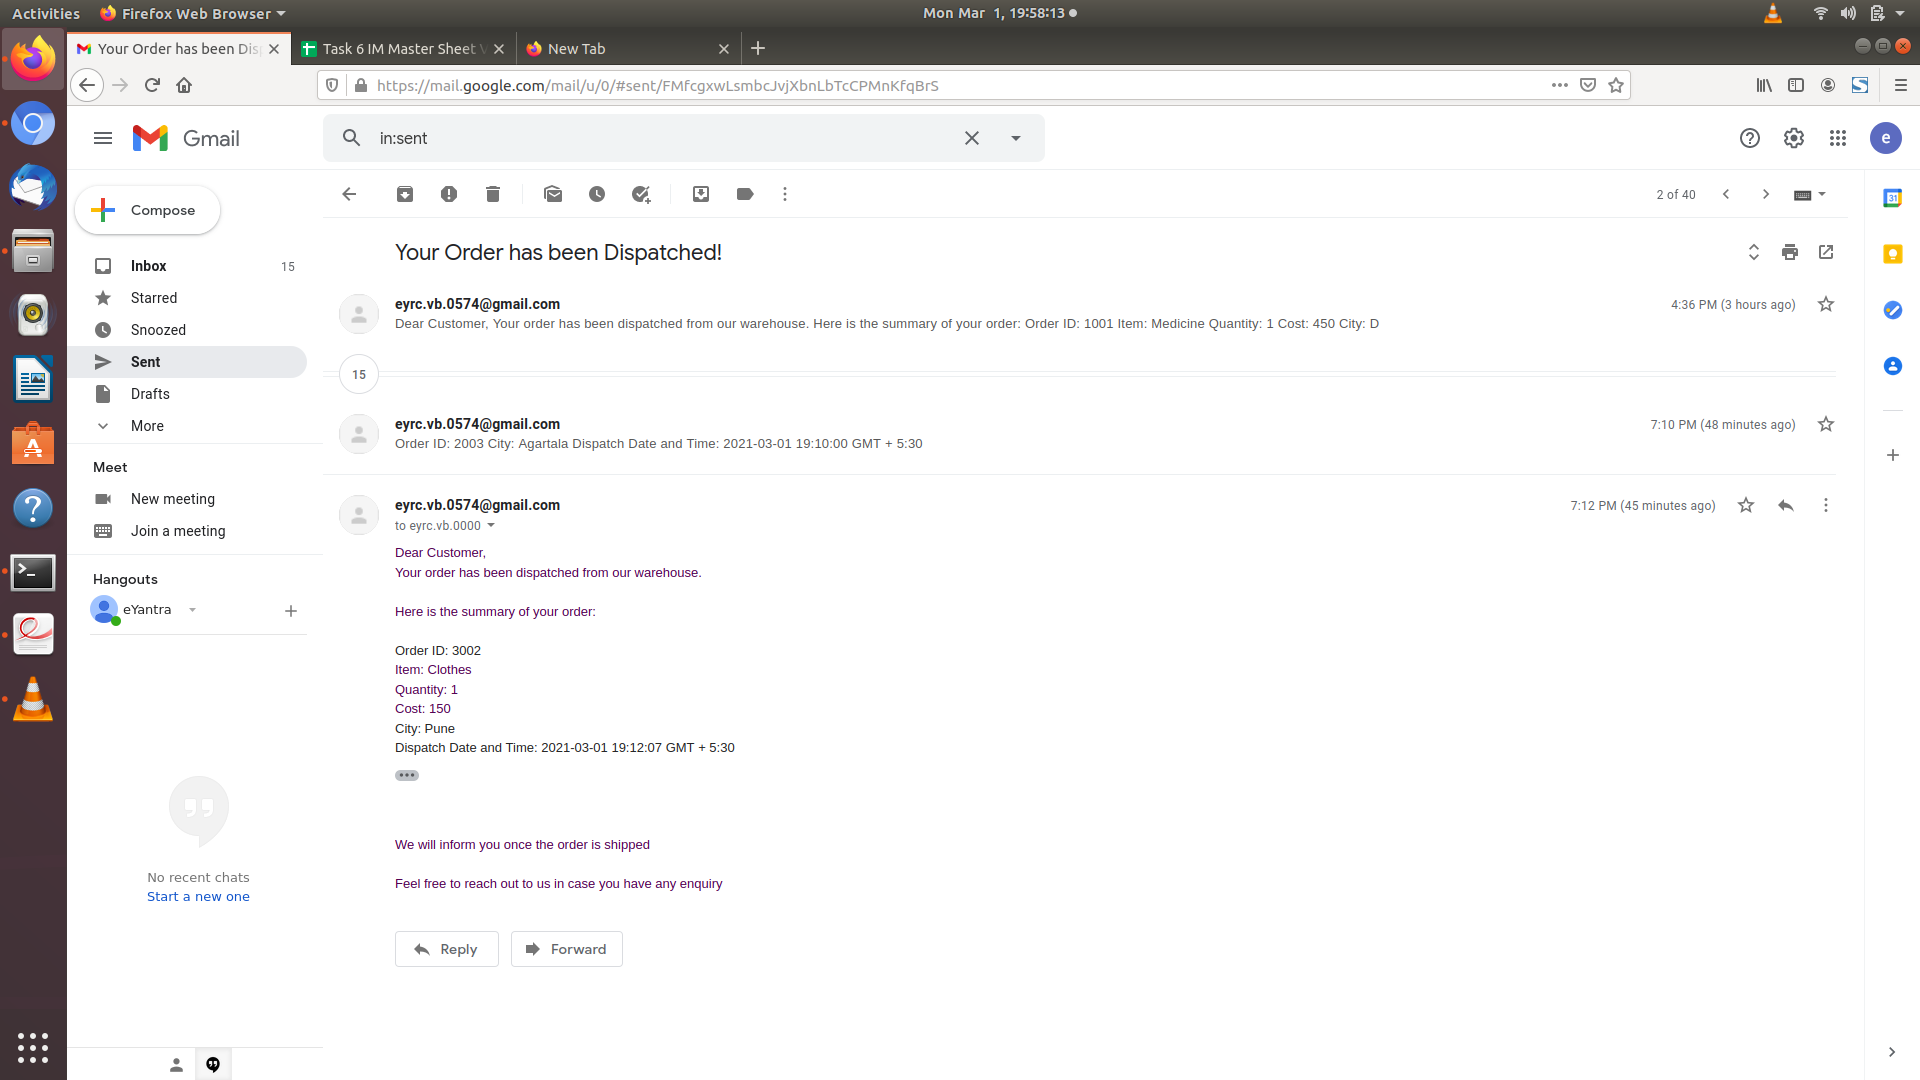 Activities Firefox Web Browser Mon Mar 1, 19:58:13
Your Order has been Dis Task 6 IM Master Sheet New Tab
https://mail.google.com/mail/u/0/#sent/FMfcgxwLsmbcJvjXbnLbTcCPMnKfqBrS
Gmail in:sent e
Compose 2 of 40
31
Your Order has been Dispatched!
Inbox 15
Starred
Snoozed
Sent
Drafts
More
Meet
New meeting
Join a meeting
Hangouts
eYantra
No recent chats
Start a new one
eyrc.vb.0574@gmail.com 4:36 PM (3 hours ago)
Dear Customer, Your order has been dispatched from our warehouse. Here is the summary of your order: Order ID: 1001 Item: Medicine Quantity: 1 Cost: 450 City: D
15
eyrc.vb.0574@gmail.com 7:10 PM (48 minutes ago)
Order ID: 2003 City: Agartala Dispatch Date and Time: 2021-03-01 19:10:00 GMT + 5:30
eyrc.vb.0574@gmail.com 7:12 PM (45 minutes ago)
to eyrc.vb.0000
Dear Customer,
Your order has been dispatched from our warehouse.
Here is the summary of your order:
Order ID: 3002
Item: Clothes
Quantity: 1
Cost: 150
City: Pune
Dispatch Date and Time: 2021-03-01 19:12:07 GMT + 5:30
We will inform you once the order is shipped
Feel free to reach out to us in case you have any enquiry
Reply Forward